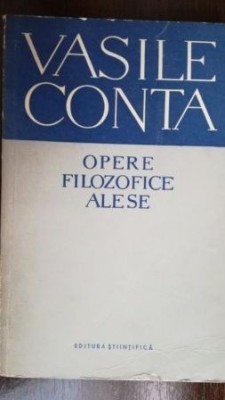 VASILE
CONTA
OPERE
FILOZOFICE
ALESE
EDITURA ȘTIINȚIFICĂ